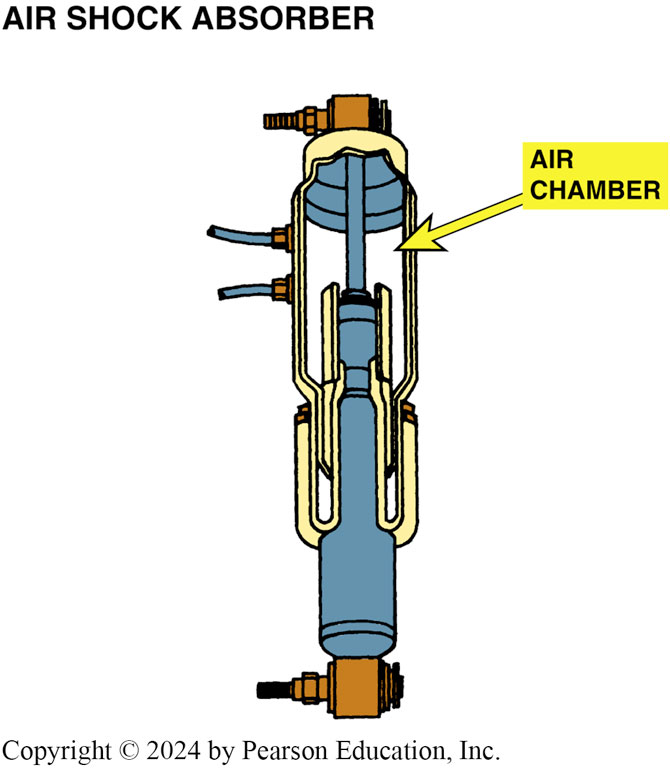 AIR SHOCK ABSORBER
AIR
CHAMBER
Copyright © 2024 by Pearson Education, Inc.